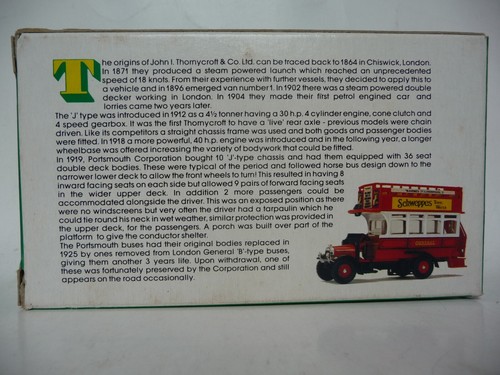 The origins of John I. Thornycroft & Co. Ltd. can be traced back to 1864 in Chiswick, London.
In 1871 they produced a steam powered launch which reached an unprecedented
speed of 18 knots. From their experience with further vessels, they decided to apply this to
a vehicle and in 1896 emerged van number 1. In 1902 there was a steam powered double
decker working in London. In 1904 they made their first petrol engined car and
lorries came two years later.
The 'J' type was introduced in 1912 as a 4½ tonner having a 30 h.p. 4 cylinder engine, cone clutch and
4 speed gearbox. It was the first Thornycroft to have a 'live' rear axle - previous models were chain
driven. Like its competitors a straight chassis frame was used and both goods and passenger bodies
were fitted. In 1918 a more powerful, 40 h.p. engine was introduced and in the following year, a longer
wheelbase was offered increasing the variety of bodywork that could be fitted.
In 1919, Portsmouth Corporation bought 10 'J'-type chassis and had them equipped with 36 seat
double deck bodies. These were typical of the period and followed horse bus design down to the
narrower lower deck to allow the front wheels to turn! This resulted in having 8
inward facing seats on each side but allowed 9 pairs of forward facing seats
in the wider upper deck. In addition 2 more passengers could be
accommodated alongside the driver. This was an exposed position as there
were no windscreens but very often the driver had a tarpaulin which he
could tie round his neck in wet weather, similar protection was provided in
the upper deck, for the passengers. A porch was built over part of the
platform to give the conductor shelter.
The Portsmouth buses had their original bodies replaced in
1925 by ones removed from London General 'B'-type buses,
giving them another 3 years life. Upon withdrawal, one of
these was fortunately preserved by the Corporation and still
appears on the road occasionally.
Schweppes